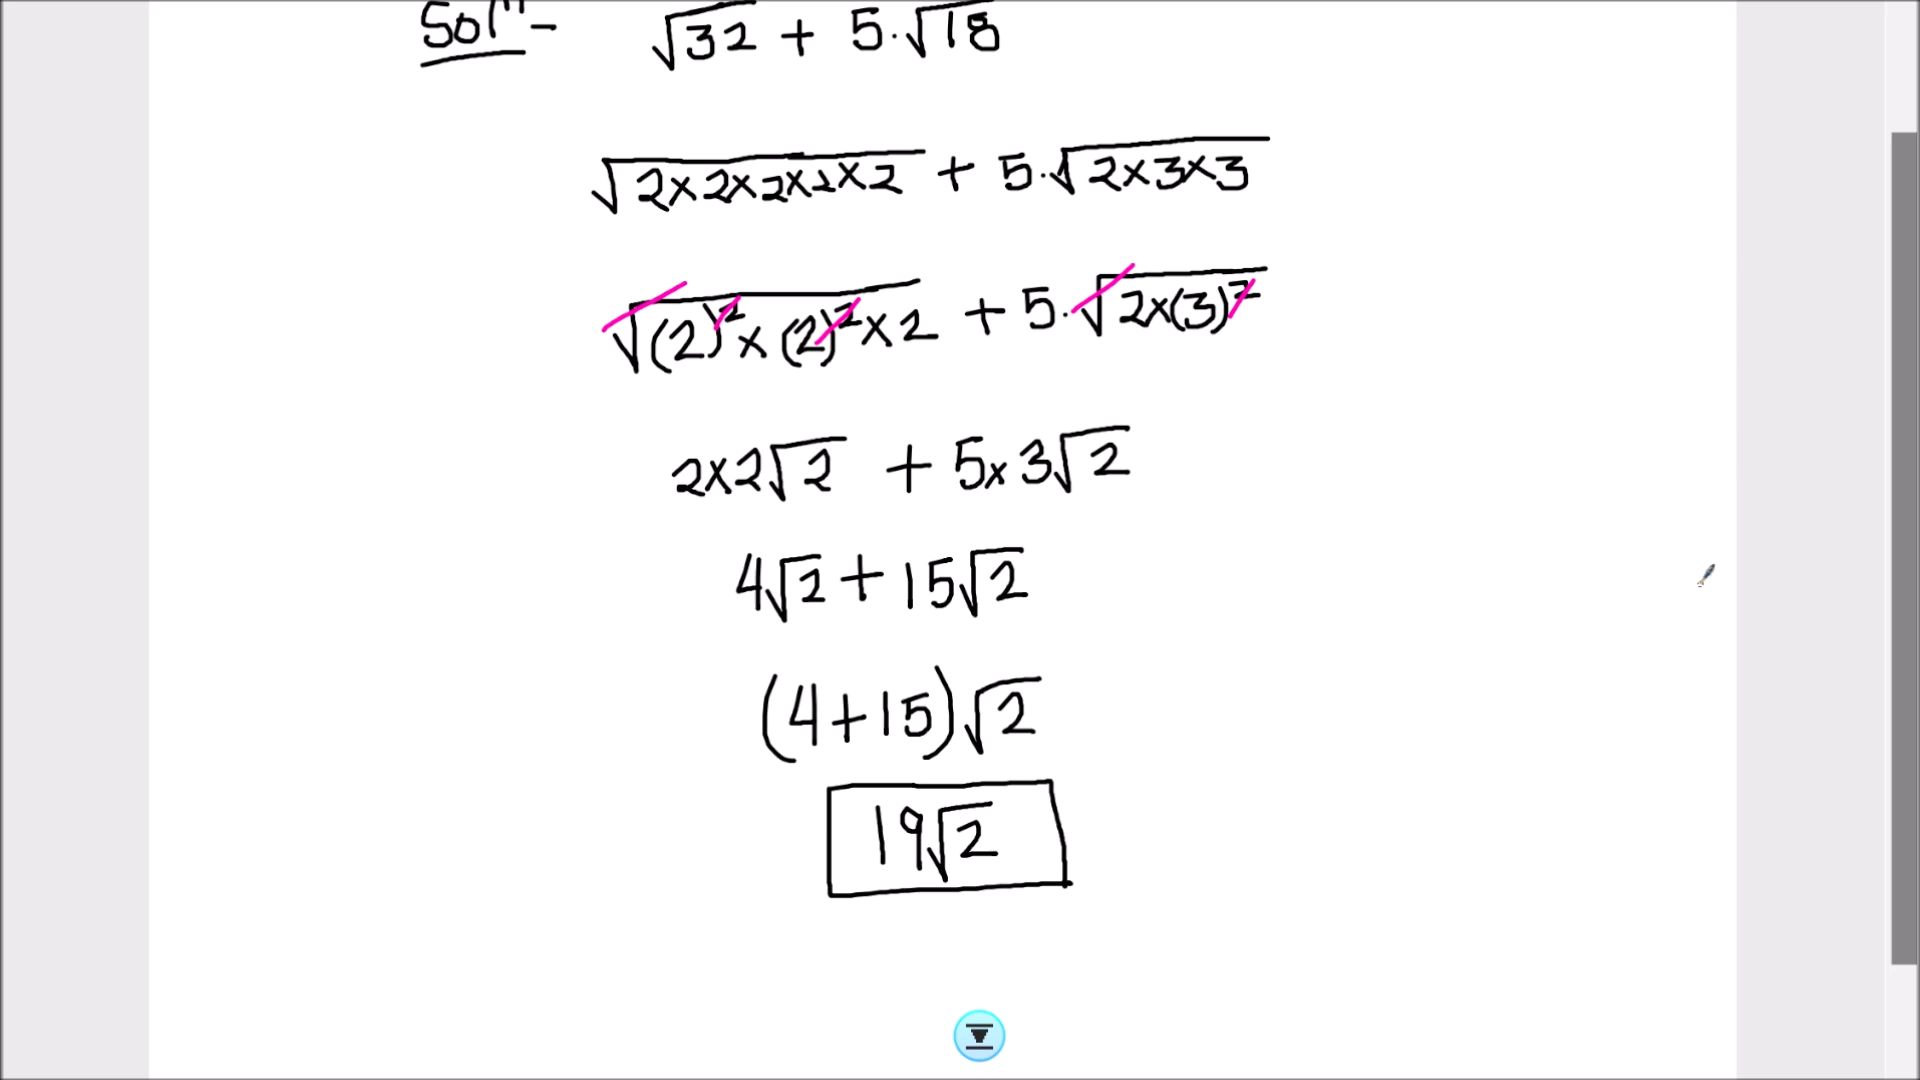 Solⁿ- √32 + 5·√18
√2×2×2×2×2 + 5·√2×3×3
√(2)²×(2)²×2 + 5·√2×(3)²
2×2√2 + 5×3√2
4√2 + 15√2
(4+15)√2
19√2